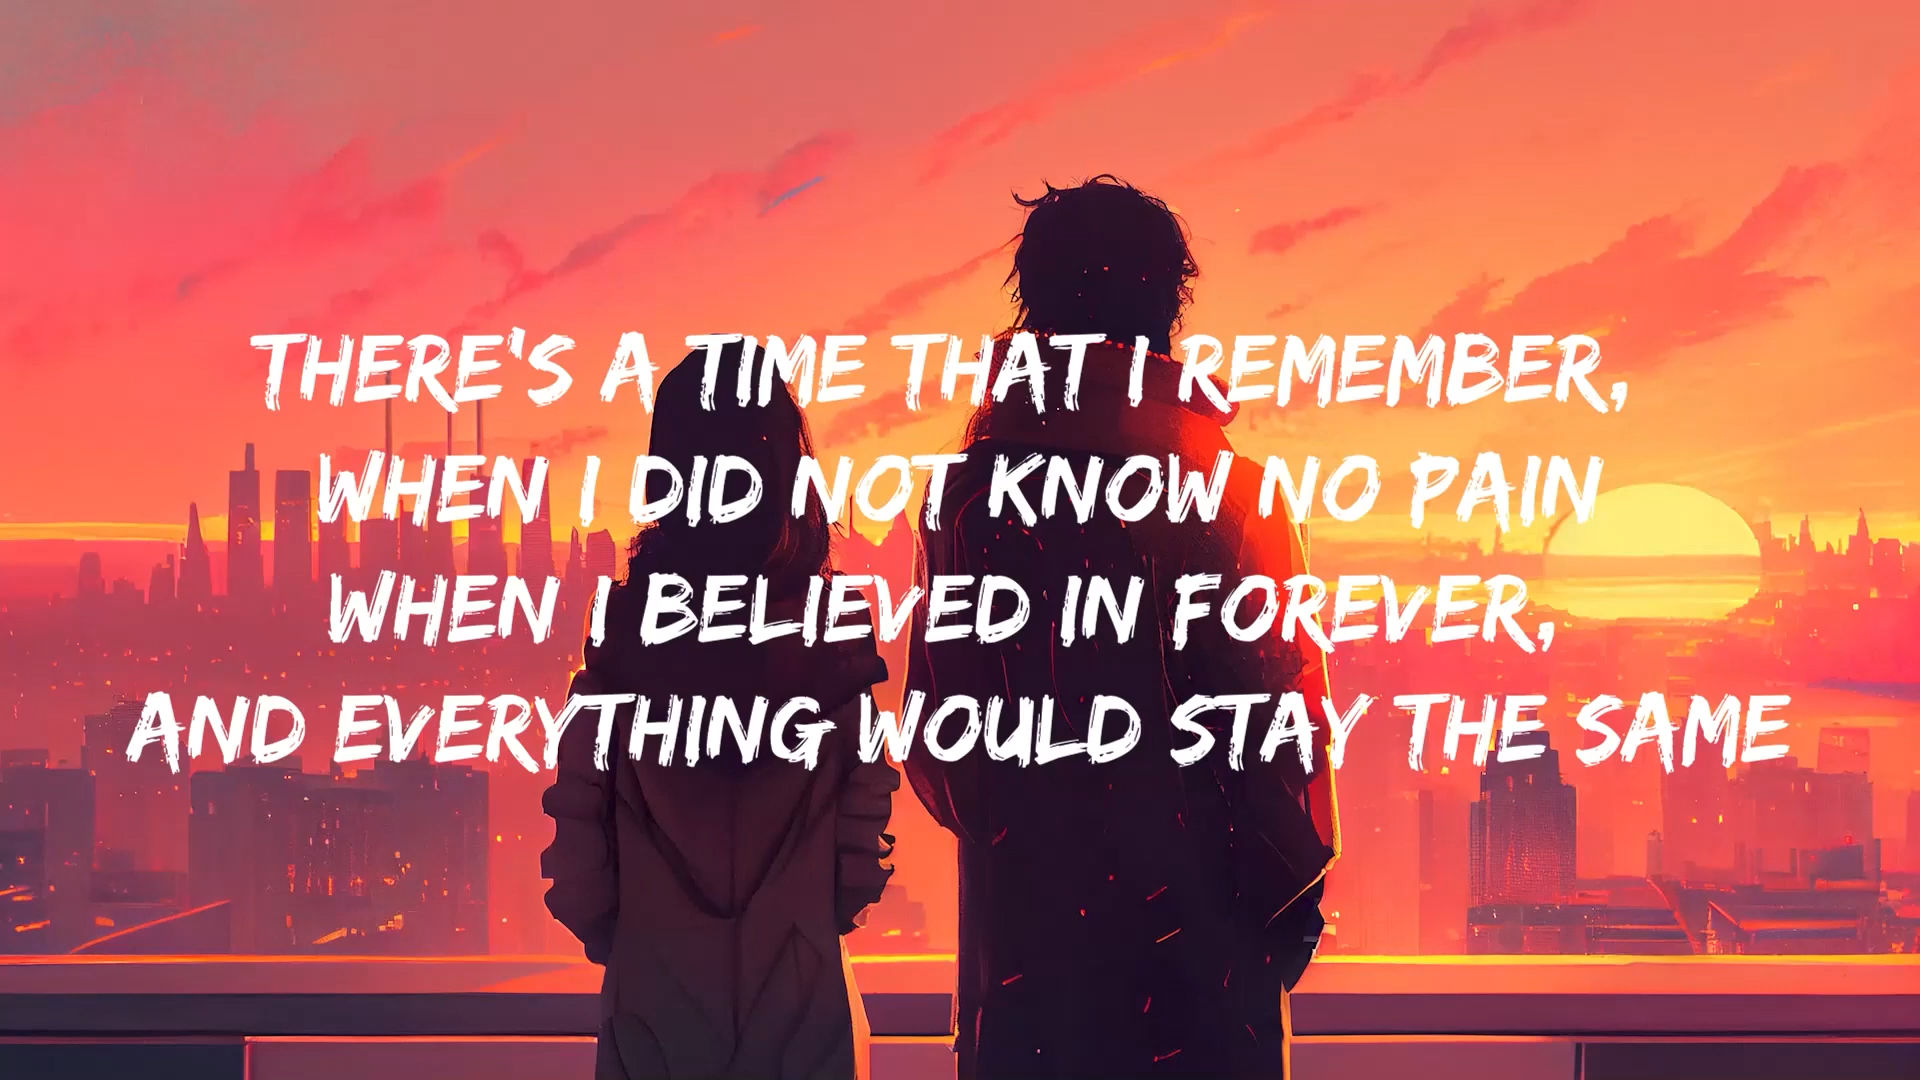 THERE'S A TIME THAT I REMEMBER,
WHEN I DID NOT KNOW NO PAIN
WHEN I BELIEVED IN FOREVER,
AND EVERYTHING WOULD STAY THE SAME